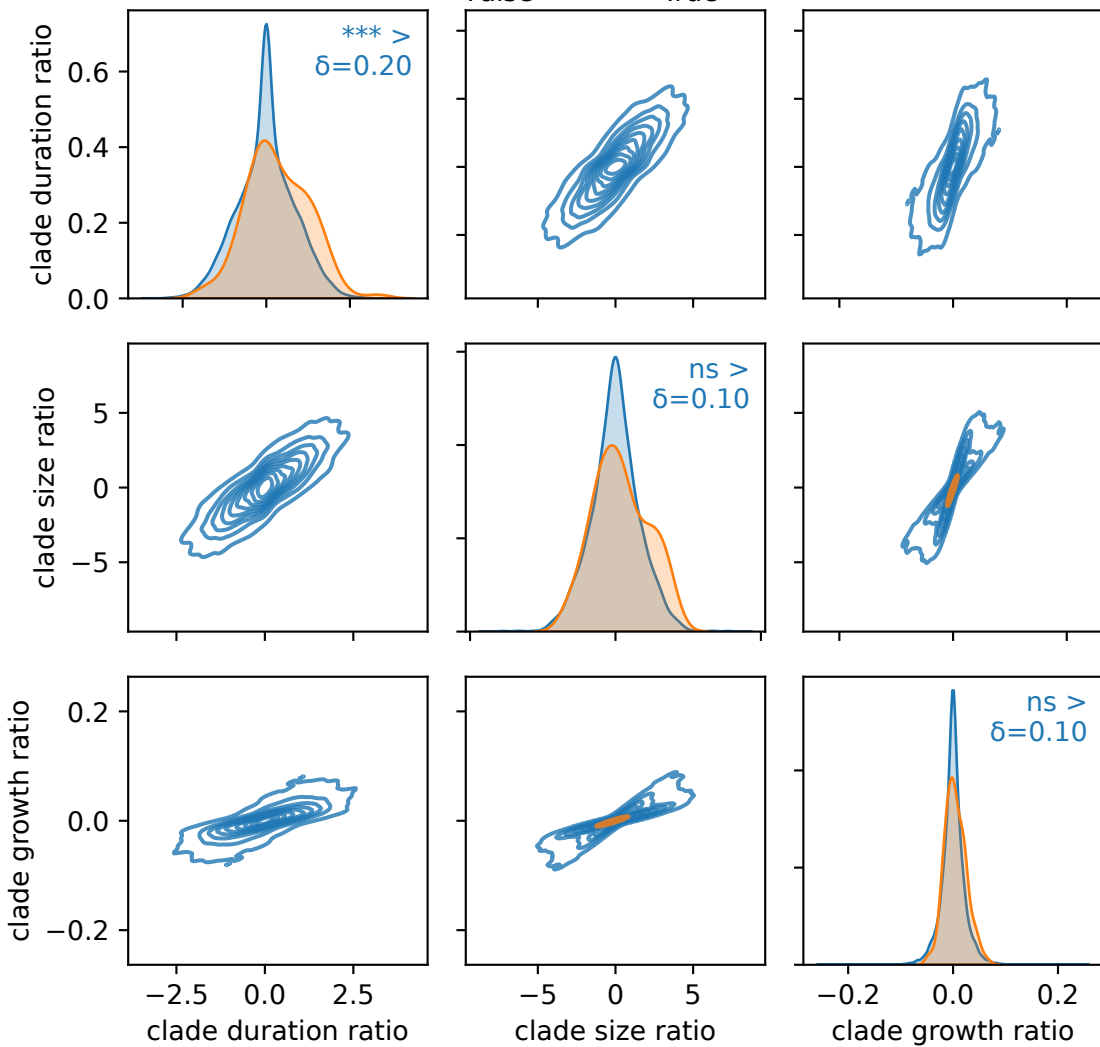 clade duration ratio
0.6
0.4
0.2
0.0
*** >
δ=0.20
clade size ratio
5
0
−5
ns >
δ=0.10
clade growth ratio
0.2
0.0
−0.2
ns >
δ=0.10
−2.5 0.0 2.5
−5 0 5
−0.2 0.0 0.2
clade duration ratio
clade size ratio
clade growth ratio